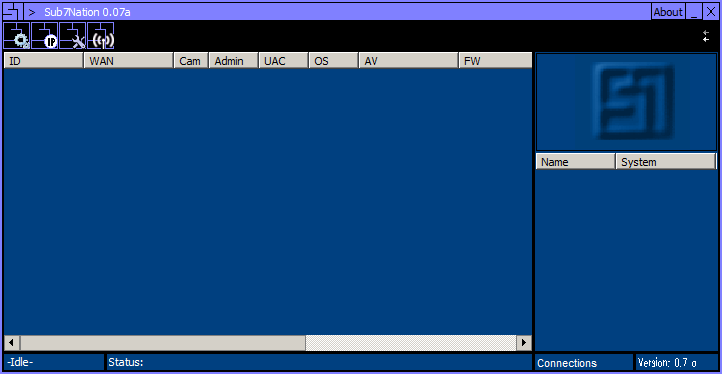 > Sub7Nation 0.07a About _ X
IP
ID WAN Cam Admin UAC OS AV FW
Name System
-Idle- Status: Connections Version: 0.7 a